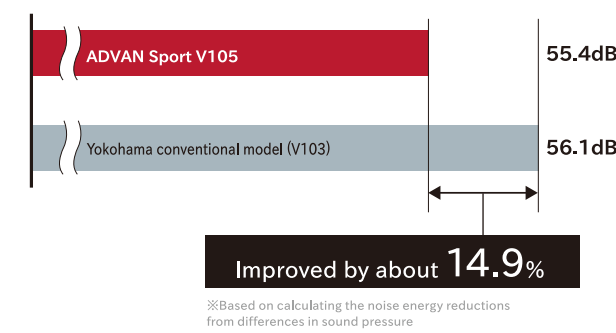 ADVAN Sport V105
55.4dB
Yokohama conventional model (V103)
56.1dB
Improved by about 14.9%
※Based on calculating the noise energy reductions
from differences in sound pressure